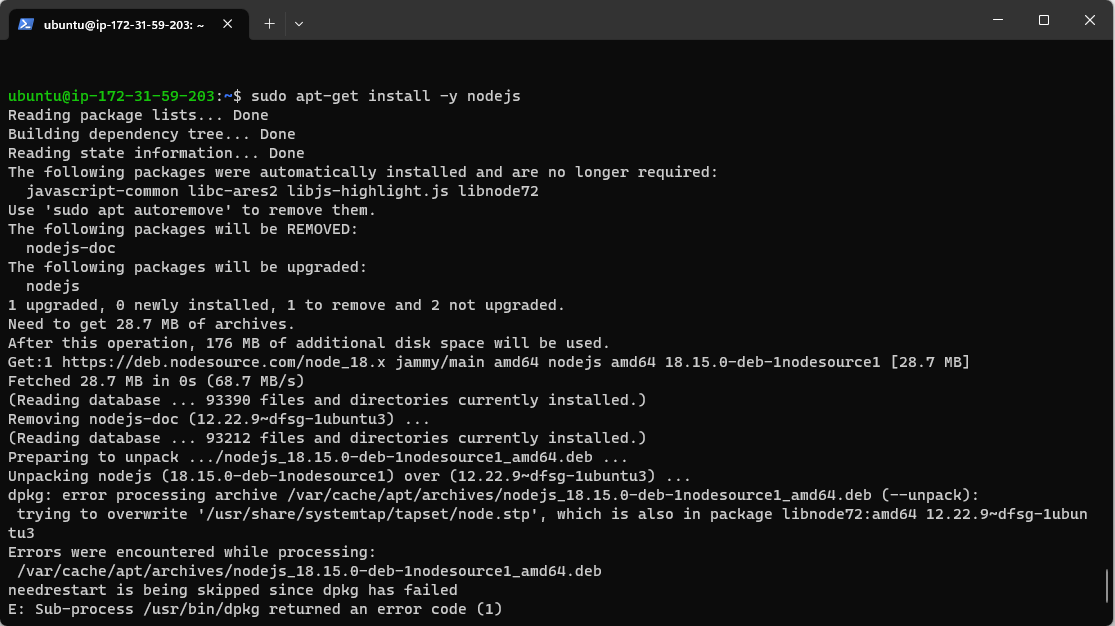 ubuntu@ip-172-31-59-203: ~
ubuntu@ip-172-31-59-203:~$ sudo apt-get install -y nodejs
Reading package lists... Done
Building dependency tree... Done
Reading state information... Done
The following packages were automatically installed and are no longer required:
  javascript-common libc-ares2 libjs-highlight.js libnode72
Use 'sudo apt autoremove' to remove them.
The following packages will be REMOVED:
  nodejs-doc
The following packages will be upgraded:
  nodejs
1 upgraded, 0 newly installed, 1 to remove and 2 not upgraded.
Need to get 28.7 MB of archives.
After this operation, 176 MB of additional disk space will be used.
Get:1 https://deb.nodesource.com/node_18.x jammy/main amd64 nodejs amd64 18.15.0-deb-1nodesource1 [28.7 MB]
Fetched 28.7 MB in 0s (68.7 MB/s)
(Reading database ... 93390 files and directories currently installed.)
Removing nodejs-doc (12.22.9~dfsg-1ubuntu3) ...
(Reading database ... 93212 files and directories currently installed.)
Preparing to unpack .../nodejs_18.15.0-deb-1nodesource1_amd64.deb ...
Unpacking nodejs (18.15.0-deb-1nodesource1) over (12.22.9~dfsg-1ubuntu3) ...
dpkg: error processing archive /var/cache/apt/archives/nodejs_18.15.0-deb-1nodesource1_amd64.deb (--unpack):
 trying to overwrite '/usr/share/systemtap/tapset/node.stp', which is also in package libnode72:amd64 12.22.9~dfsg-1ubun
tu3
Errors were encountered while processing:
 /var/cache/apt/archives/nodejs_18.15.0-deb-1nodesource1_amd64.deb
needrestart is being skipped since dpkg has failed
E: Sub-process /usr/bin/dpkg returned an error code (1)